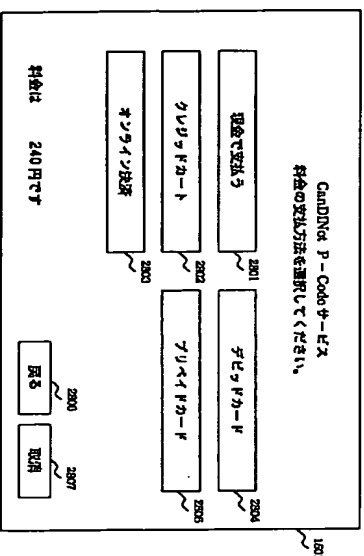 CanDiNet P-Codeサービス
料金の支払方法を選択してください。
現金で支払う
2801
デビッドカード
2804
クレジッドカート
2802
プリペイドカード
2805
オンライン決済
2803
料金は 240円です
戻る
2806
取消
2807
160